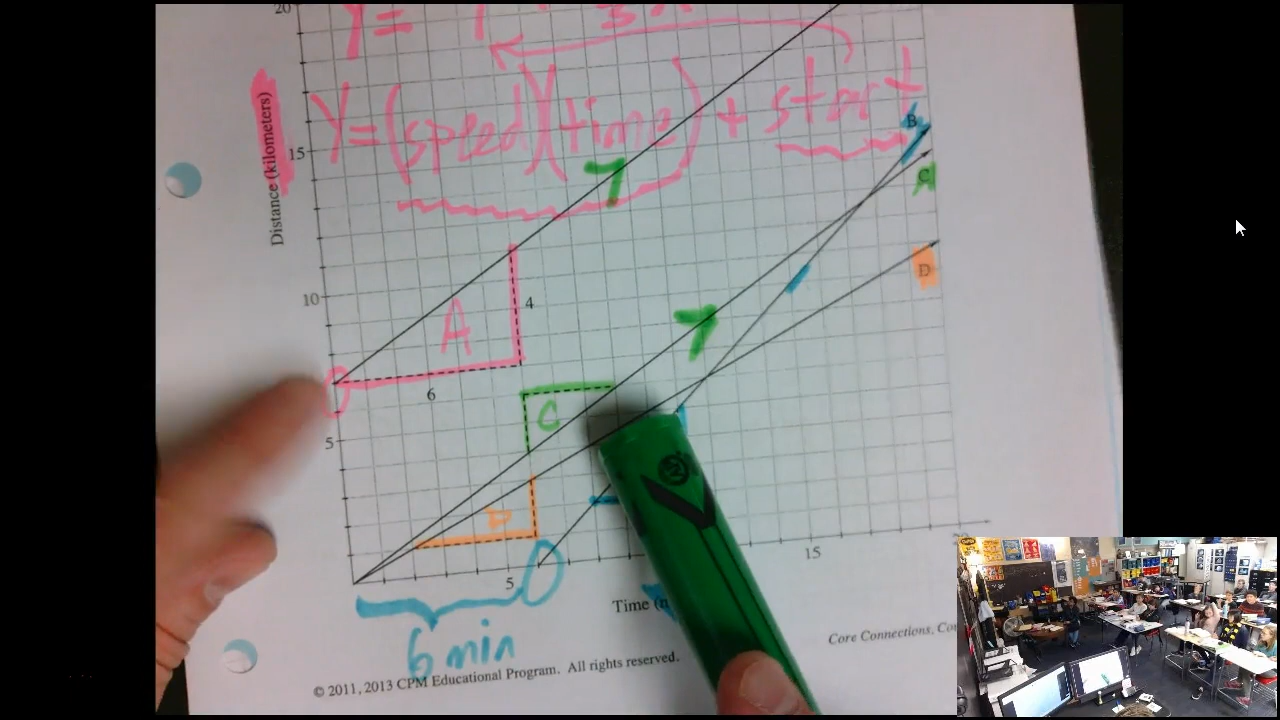 20
Y=
3
Y=(speed)(time) + start
Distance (kilometers)
15
B
C
D
10
A
4
6
5
C
D
5
15
Time
6 min
Core Connections, Co
© 2011, 2013 CPM Educational Program. All rights reserved.